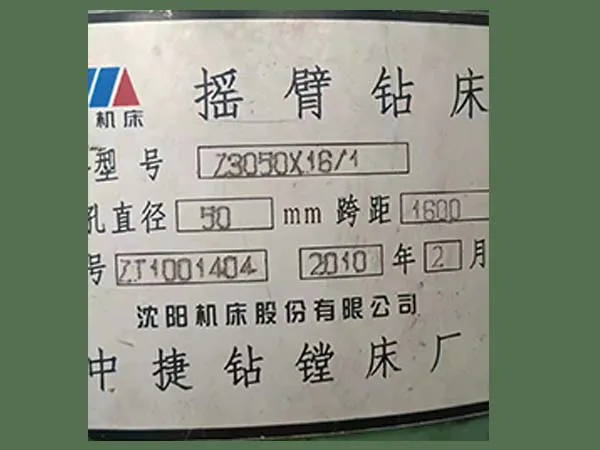 机床 摇臂钻床
型号 Z3050X16/1
孔直径 50 mm 跨距 1600
号 ZT1001404 2010 年 2 月
沈阳机床股份有限公司
中捷钻镗床厂